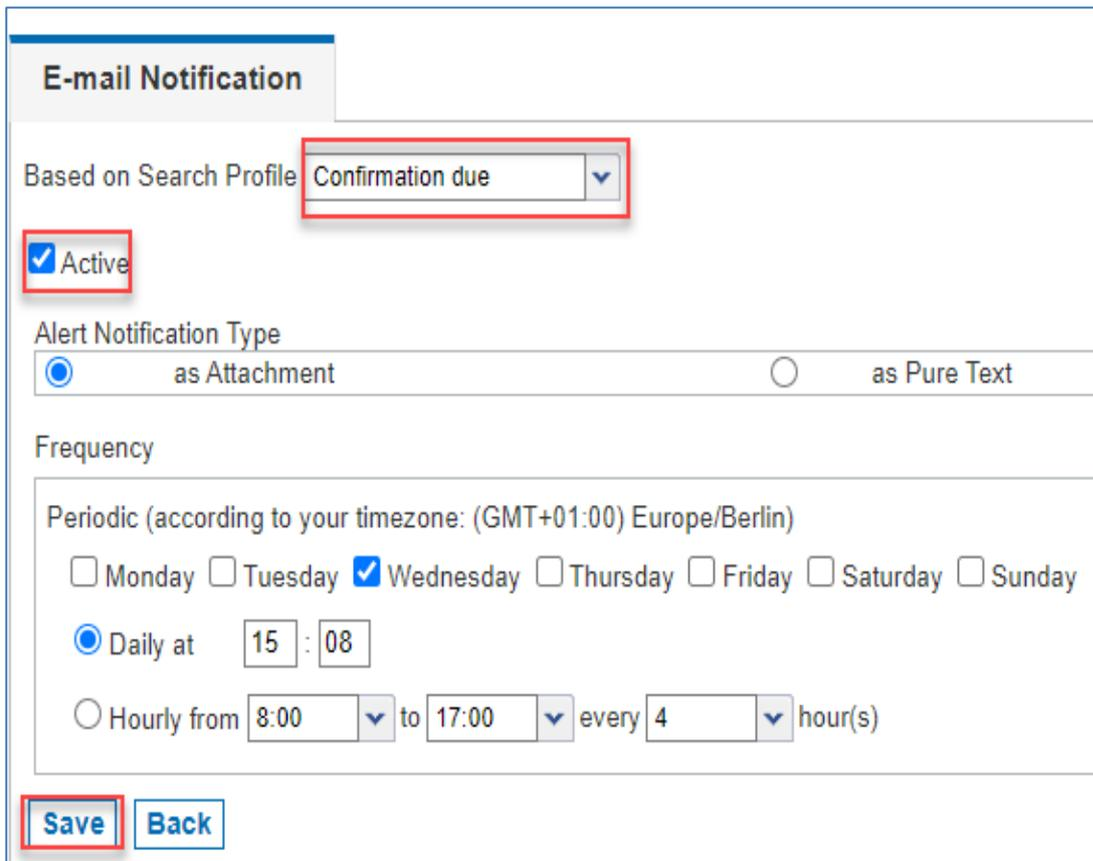 E-mail Notification
Based on Search Profile Confirmation due
Active
Alert Notification Type
as Attachment as Pure Text
Frequency
Periodic (according to your timezone: (GMT+01:00) Europe/Berlin)
Monday Tuesday Wednesday Thursday Friday Saturday Sunday
Daily at 15 : 08
Hourly from 8:00 to 17:00 every 4 hour(s)
Save Back